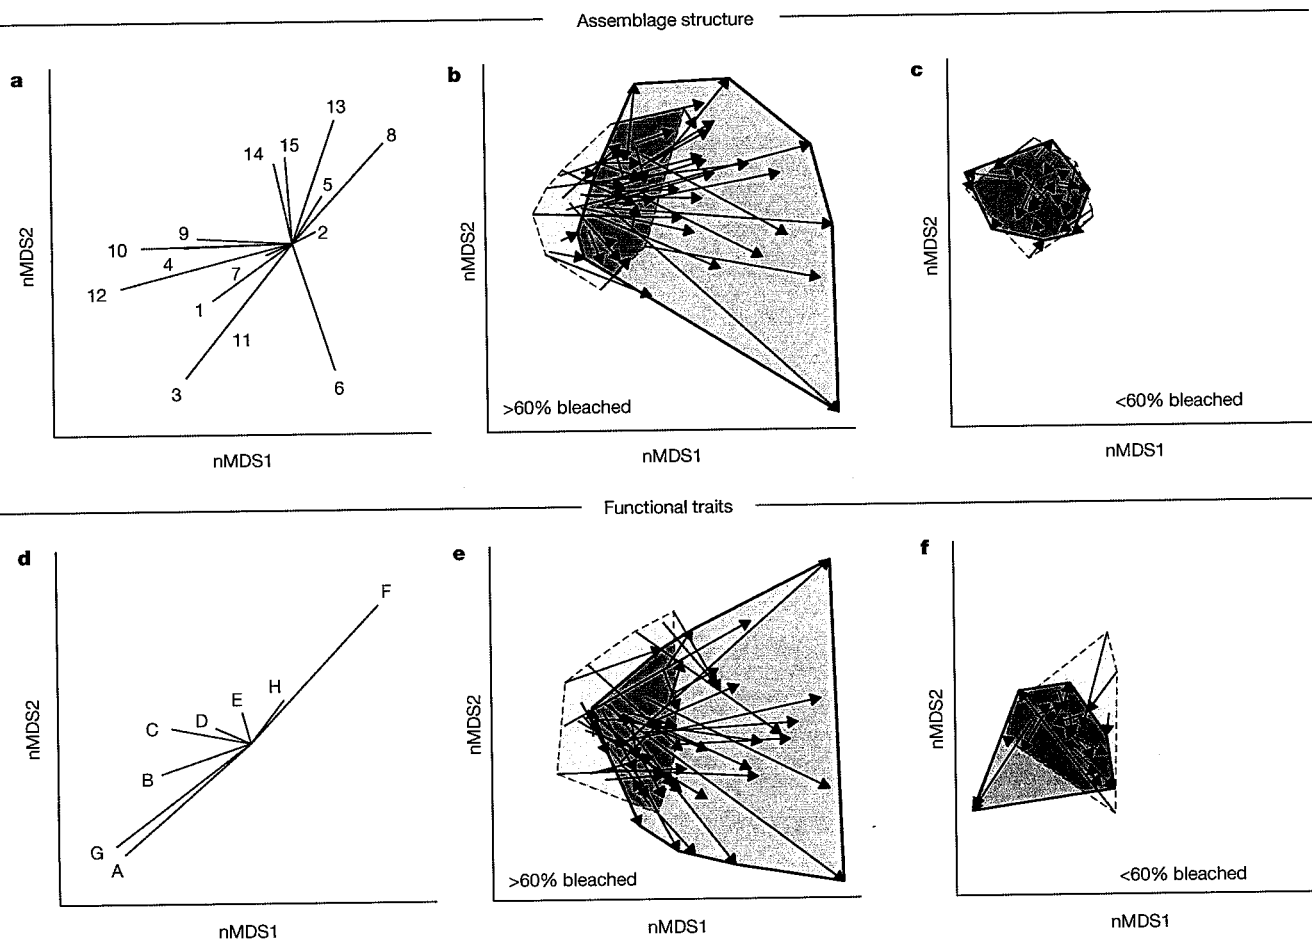 Assemblage structure
a
b
c
13
8
15
14
5
2
9
10
4
7
12
1
11
3
6
nMDS2
nMDS1
>60% bleached
nMDS2
nMDS1
<60% bleached
nMDS2
nMDS1
Functional traits
d
e
f
F
H
E
D
C
B
G
A
nMDS2
nMDS1
>60% bleached
nMDS2
nMDS1
<60% bleached
nMDS2
nMDS1